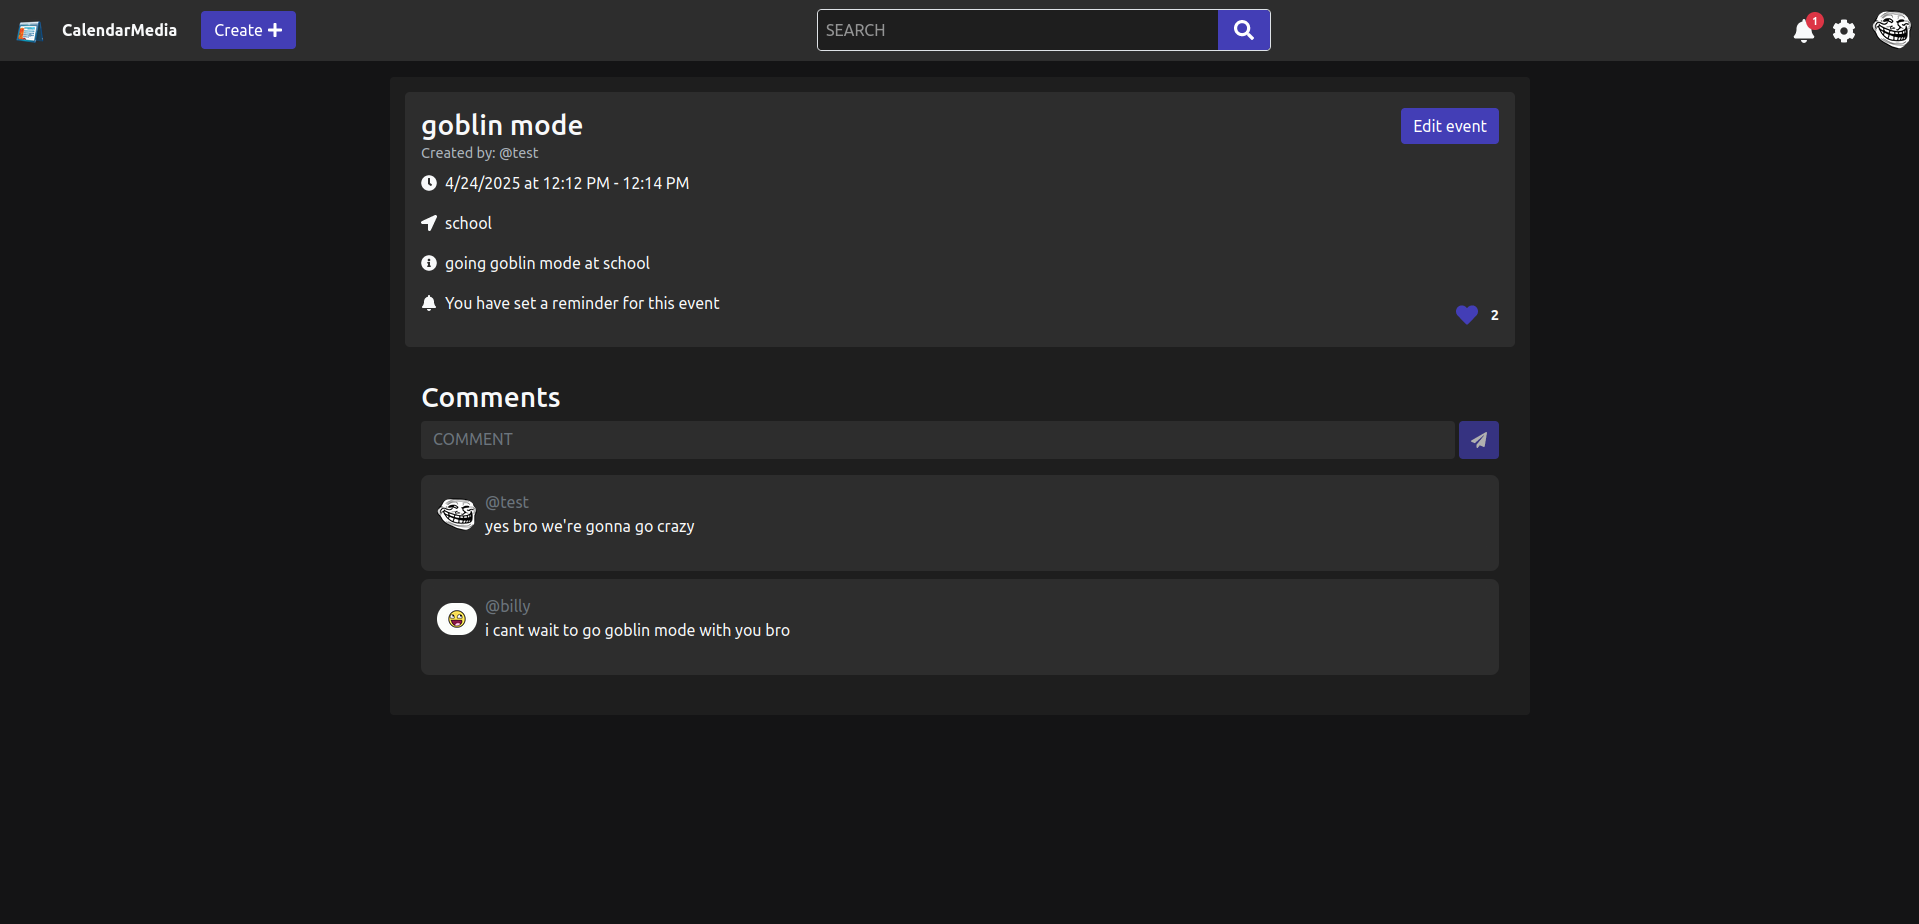 CalendarMedia
Create
SEARCH
1
goblin mode
Edit event
Created by: @test
4/24/2025 at 12:12 PM - 12:14 PM
school
going goblin mode at school
You have set a reminder for this event
2
Comments
COMMENT
@test
yes bro we're gonna go crazy
@billy
i cant wait to go goblin mode with you bro